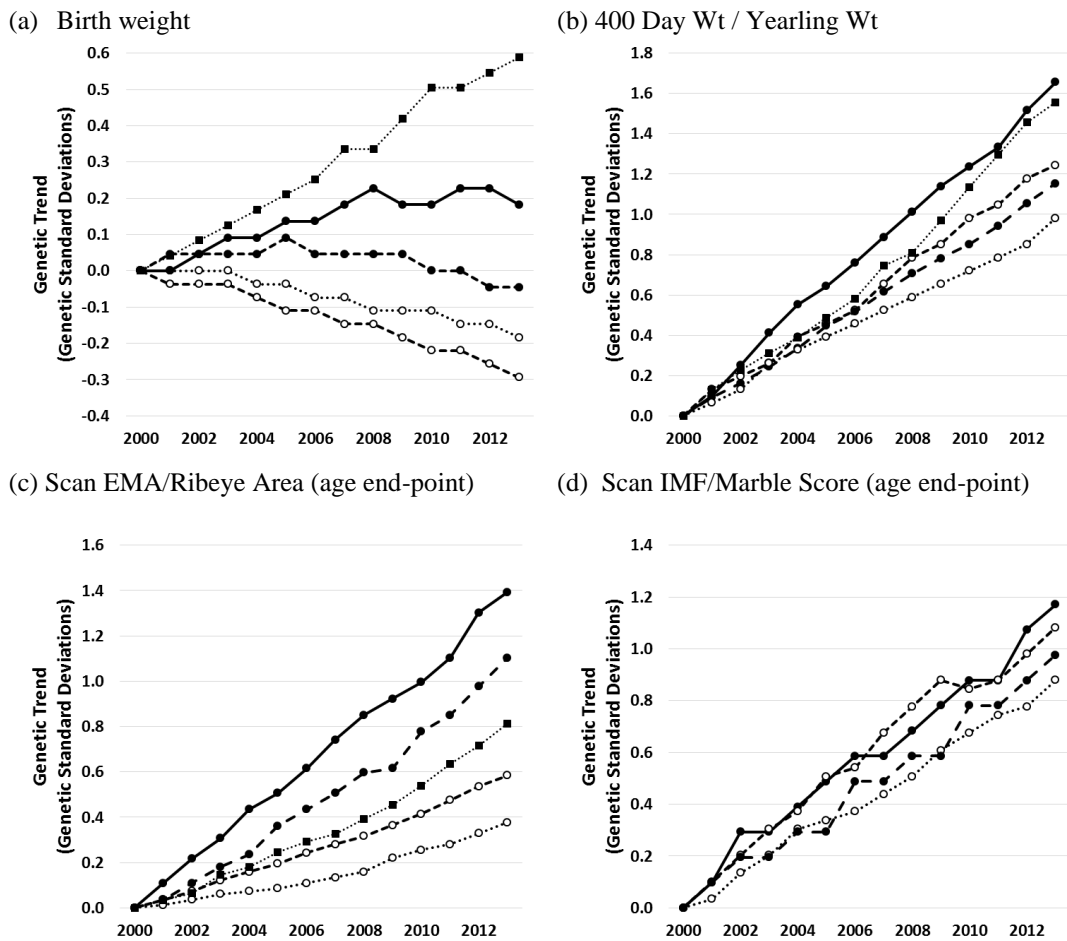 (a) Birth weight
(b) 400 Day Wt / Yearling Wt
Genetic Trend
(Genetic Standard Deviations)
0.6
0.5
0.4
0.3
0.2
0.1
0.0
-0.1
-0.2
-0.3
-0.4
2000 2002 2004 2006 2008 2010 2012
Genetic Trend
(Genetic Standard Deviations)
1.8
1.6
1.4
1.2
1.0
0.8
0.6
0.4
0.2
0.0
2000 2002 2004 2006 2008 2010 2012
(c) Scan EMA/Ribeye Area (age end-point)
(d) Scan IMF/Marble Score (age end-point)
Genetic Trend
(Genetic Standard Deviations)
1.6
1.4
1.2
1.0
0.8
0.6
0.4
0.2
0.0
2000 2002 2004 2006 2008 2010 2012
Genetic Trend
(Genetic Standard Deviations)
1.4
1.2
1.0
0.8
0.6
0.4
0.2
0.0
2000 2002 2004 2006 2008 2010 2012